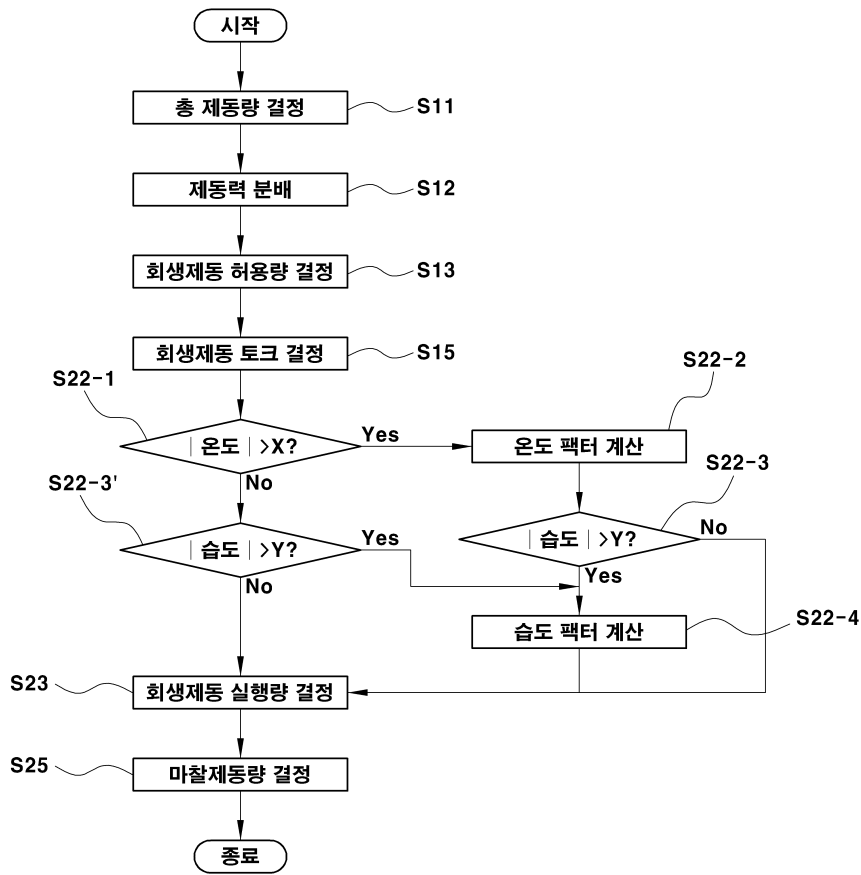 시작
총 제동량 결정
S11
제동력 분배
S12
회생제동 허용량 결정
S13
회생제동 토크 결정
S15
S22-1
S22-2
| 온도 | >X?
Yes
온도 팩터 계산
No
S22-3'
S22-3
| 습도 | >Y?
Yes
| 습도 | >Y?
No
No
Yes
습도 팩터 계산
S22-4
S23
회생제동 실행량 결정
S25
마찰제동량 결정
종료